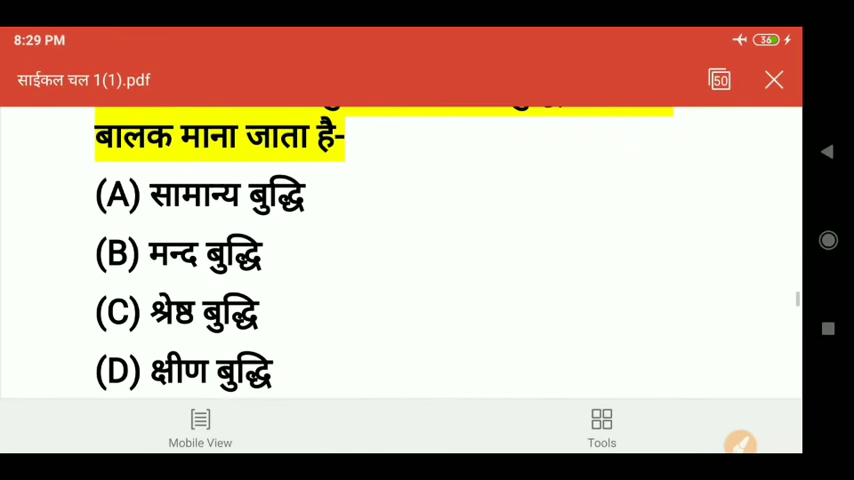 8:29 PM
36
साईकल चल 1(1).pdf
50
बालक माना जाता है-
(A) सामान्य बुद्धि
(B) मन्द बुद्धि
(C) श्रेष्ठ बुद्धि
(D) क्षीण बुद्धि
Mobile View
Tools